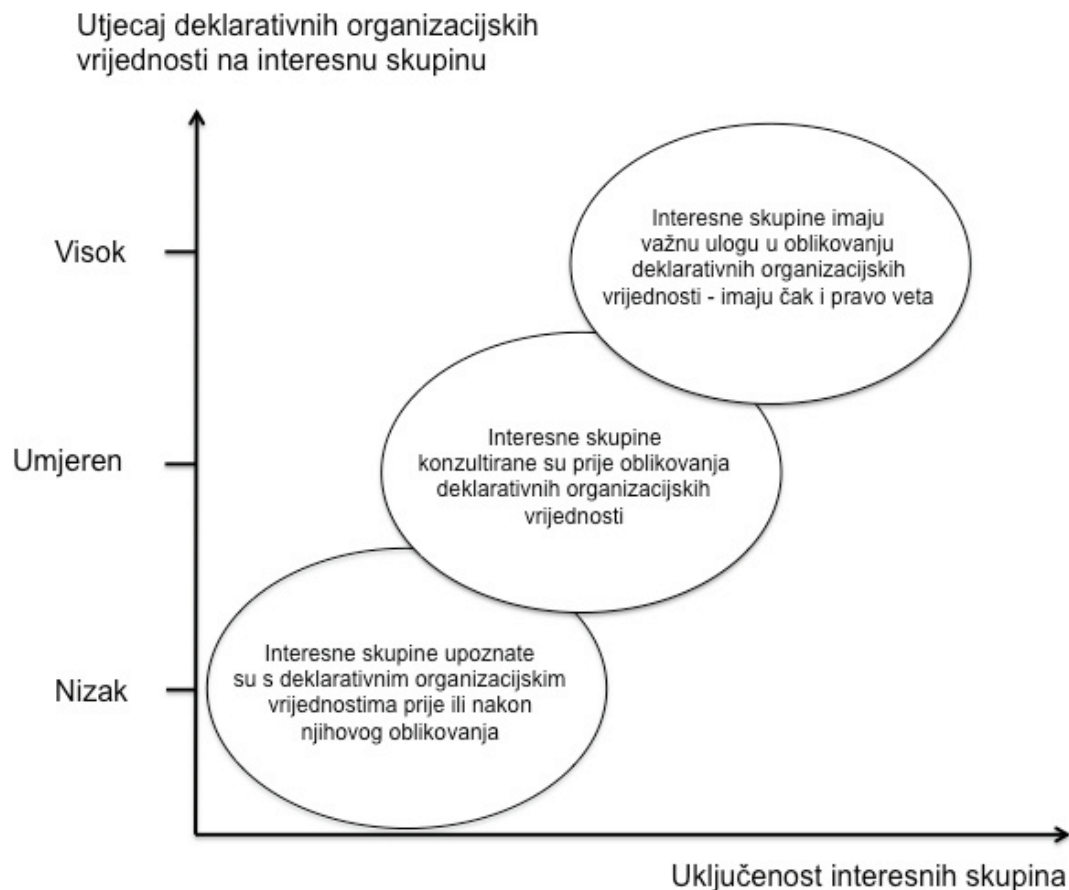 Utjecaj deklarativnih organizacijskih
vrijednosti na interesnu skupinu
Visok
Interesne skupine imaju
važnu ulogu u oblikovanju
deklarativnih organizacijskih
vrijednosti - imaju čak i pravo veta
Umjeren
Interesne skupine
konzultirane su prije oblikovanja
deklarativnih organizacijskih
vrijednosti
Nizak
Interesne skupine upoznate
su s deklarativnim organizacijskim
vrijednostima prije ili nakon
njihovog oblikovanja
Uključenost interesnih skupina